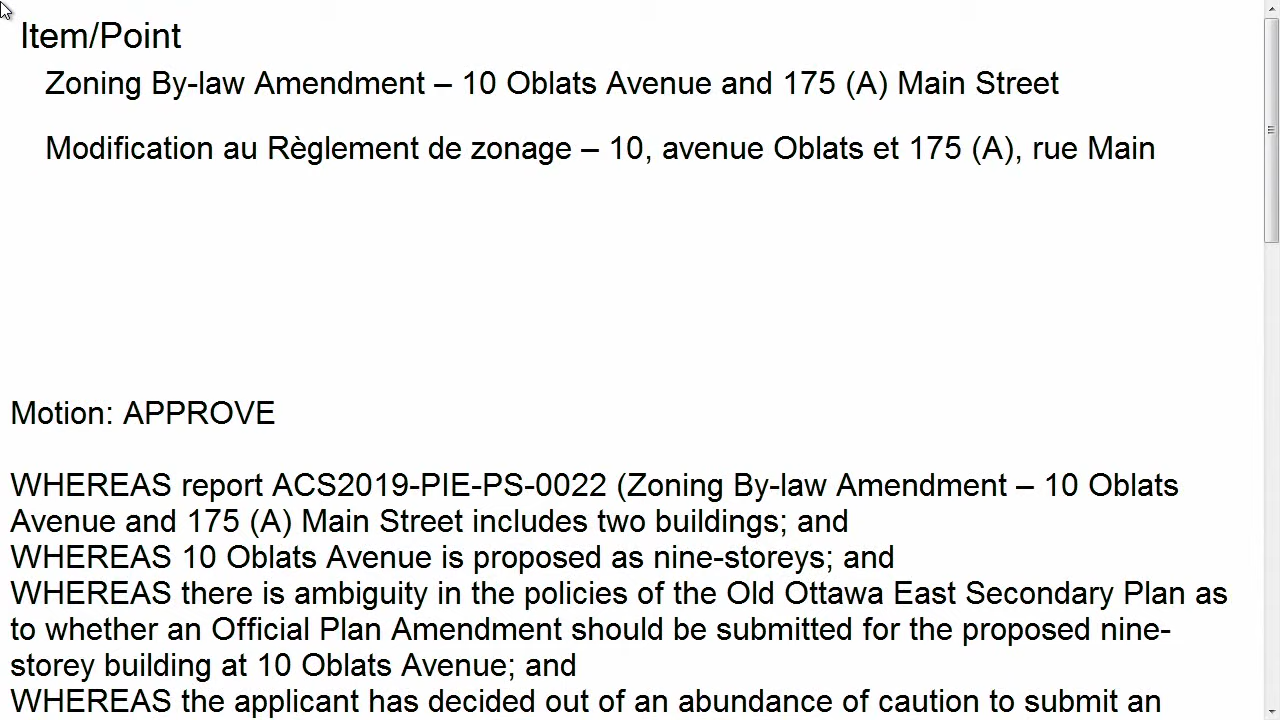 Item/Point
Zoning By-law Amendment – 10 Oblats Avenue and 175 (A) Main Street
Modification au Règlement de zonage – 10, avenue Oblats et 175 (A), rue Main
Motion: APPROVE
WHEREAS report ACS2019-PIE-PS-0022 (Zoning By-law Amendment – 10 Oblats
Avenue and 175 (A) Main Street includes two buildings; and
WHEREAS 10 Oblats Avenue is proposed as nine-storeys; and
WHEREAS there is ambiguity in the policies of the Old Ottawa East Secondary Plan as
to whether an Official Plan Amendment should be submitted for the proposed nine-
storey building at 10 Oblats Avenue; and
WHEREAS the applicant has decided out of an abundance of caution to submit an